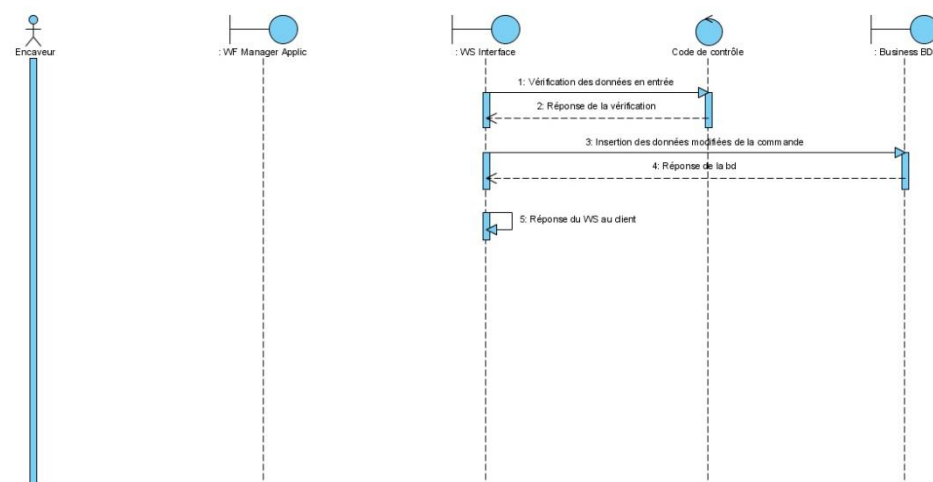 Encaveur
: WF Manager Applic
: WS Interface
Code de contrôle
: Business BD
1: Vérification des données en entrée
2: Réponse de la vérification
3: Insertion des données modifiées de la commande
4: Réponse de la bd
5: Réponse du WS au client